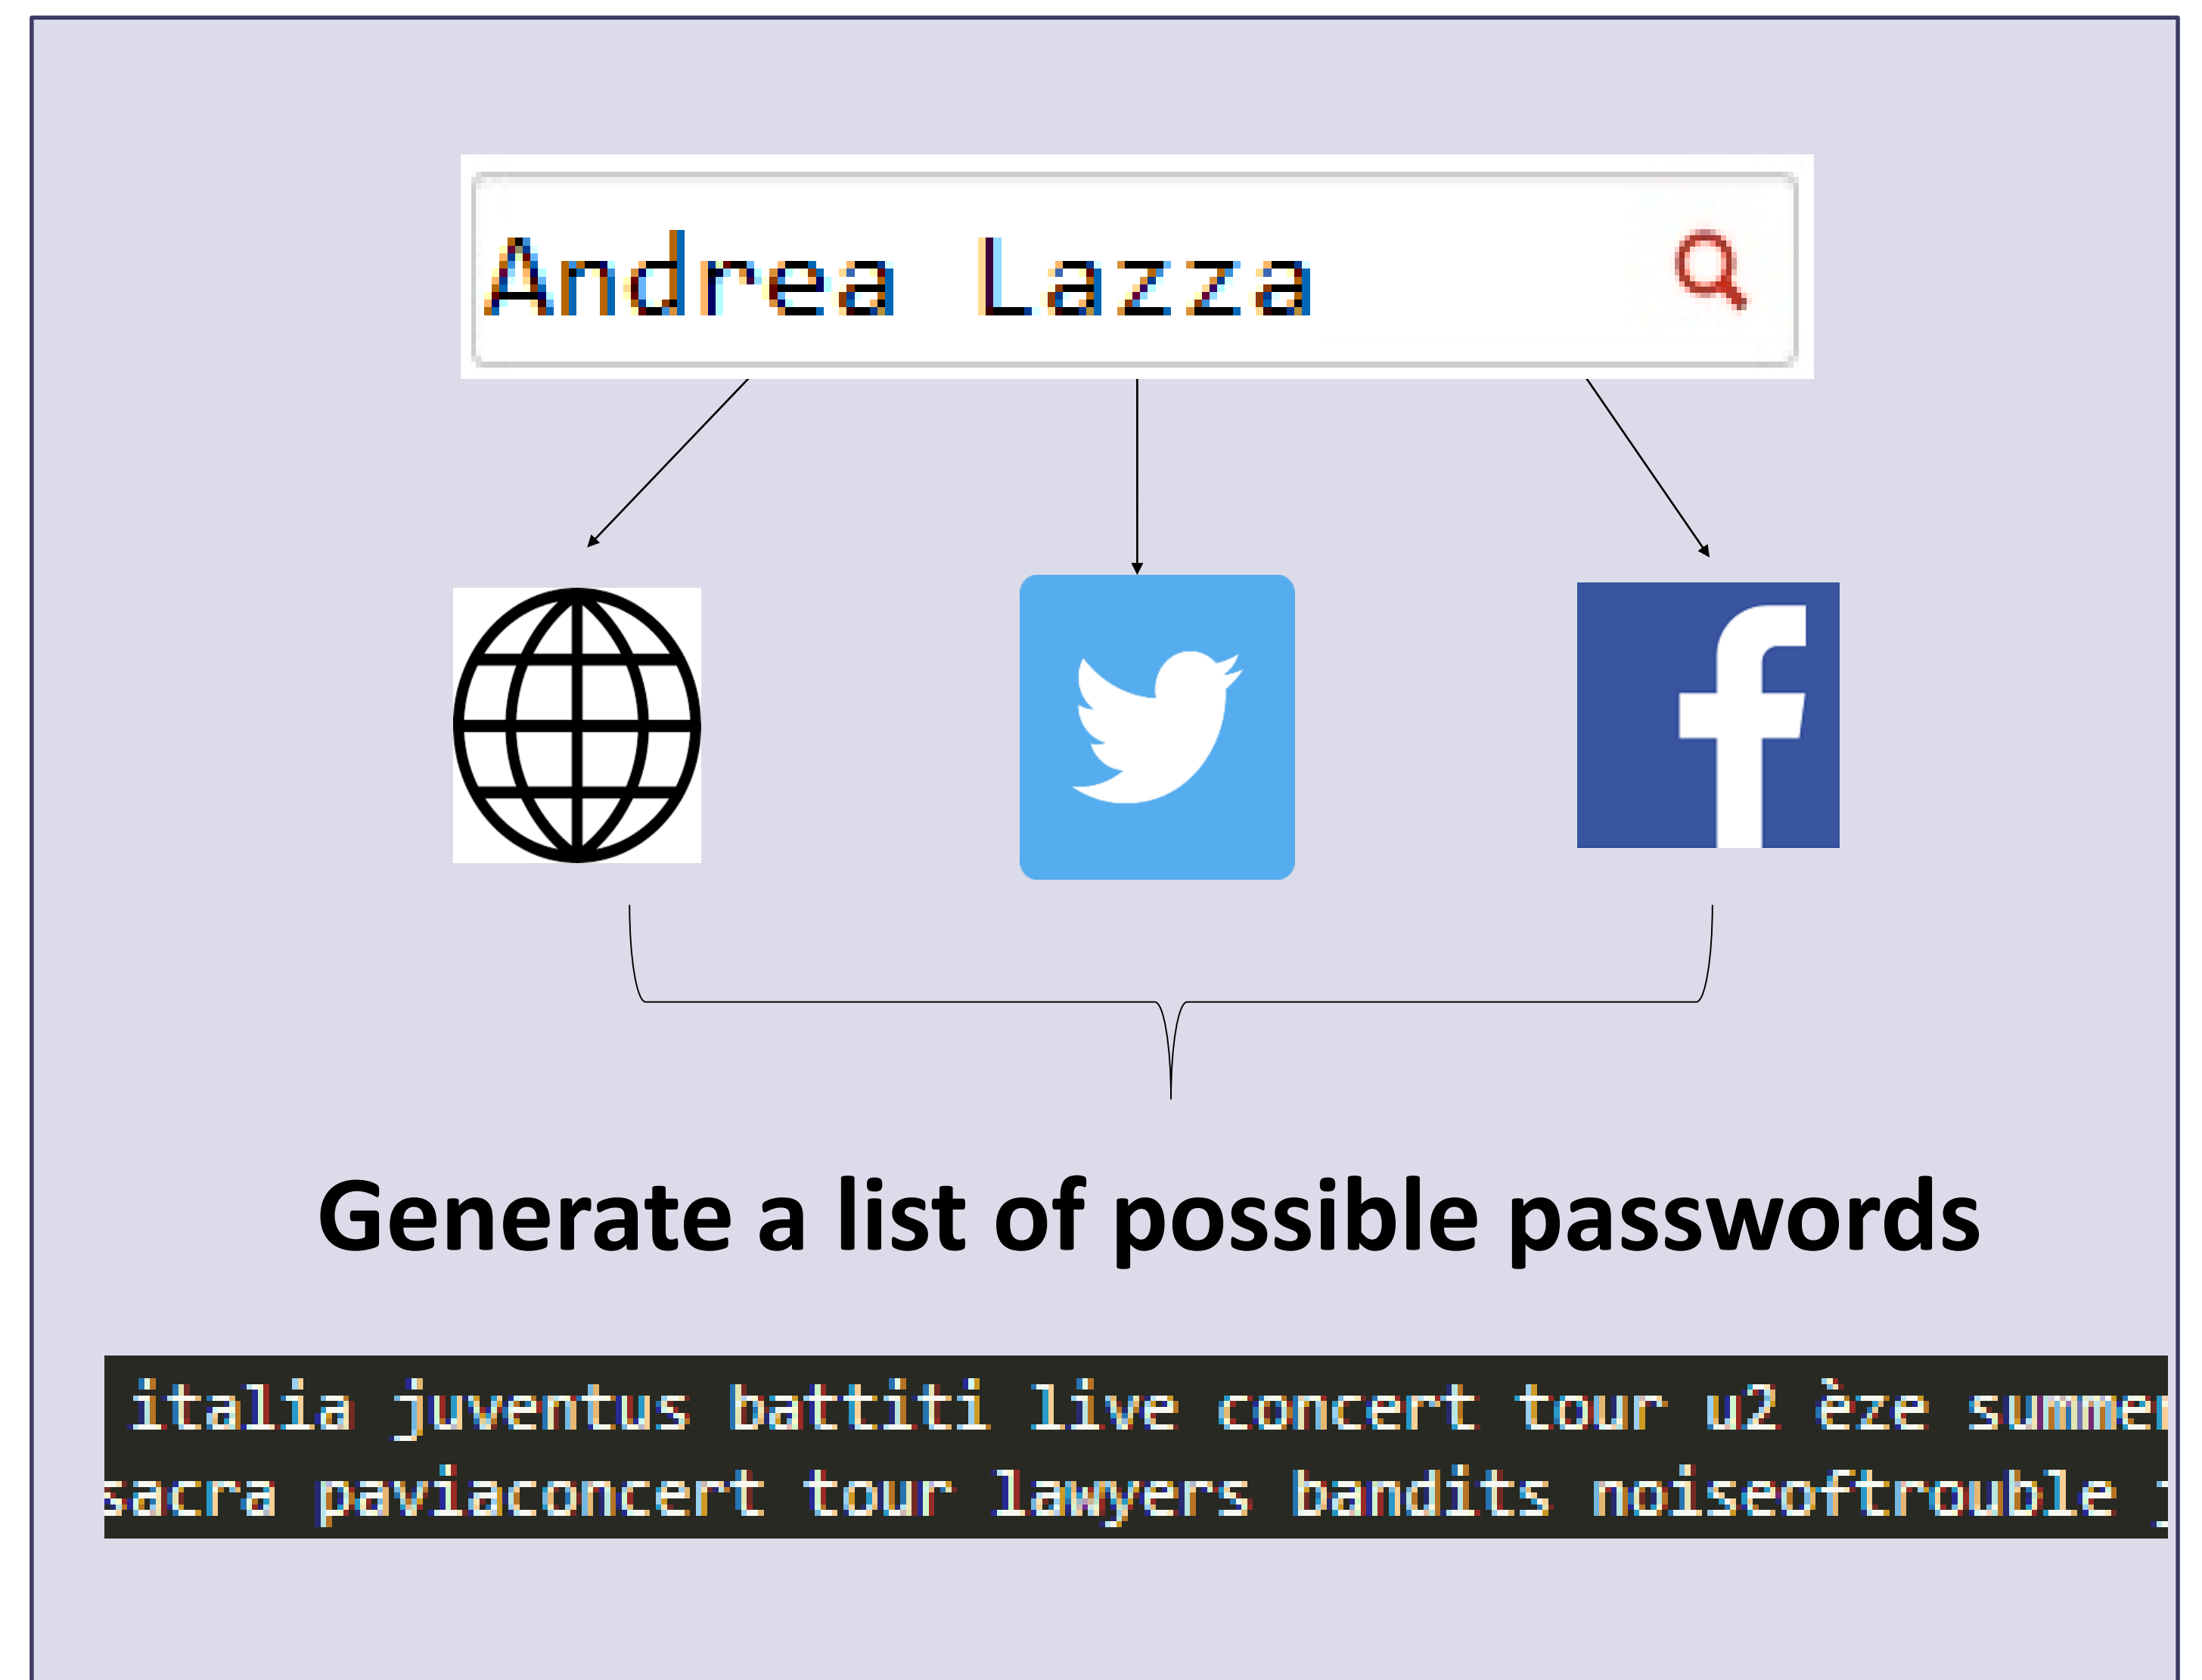 Andrea Lazza
Generate a list of possible passwords
italia juventus battiti live concert tour u2 èze summer
sacra paviaconcert tour lawyers bandits noiseoftrouble